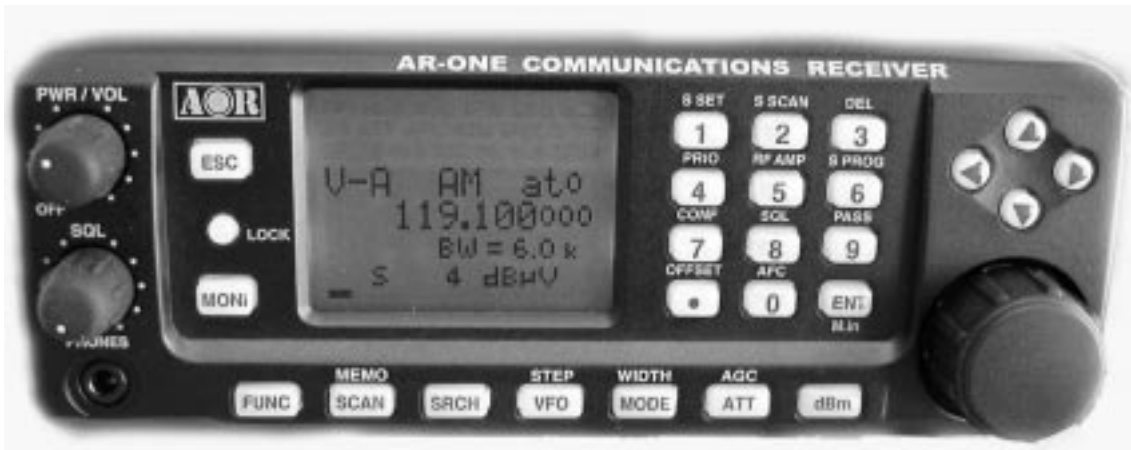 AR-ONE COMMUNICATIONS RECEIVER
PWR / VOL
OFF
SQL
PHONES
AOR
ESC
LOCK
MONi
V-A AM ato
119.100000
BW = 6.0 k
S 4 dBµV
S SET S SCAN DEL
1 2 3
PRIO RF AMP S PROG
4 5 6
CONF SQL PASS
7 8 9
OFFSET AFC
• 0 ENT
M.in
MEMO STEP WIDTH AGC
FUNC SCAN SRCH VFO MODE ATT dBm